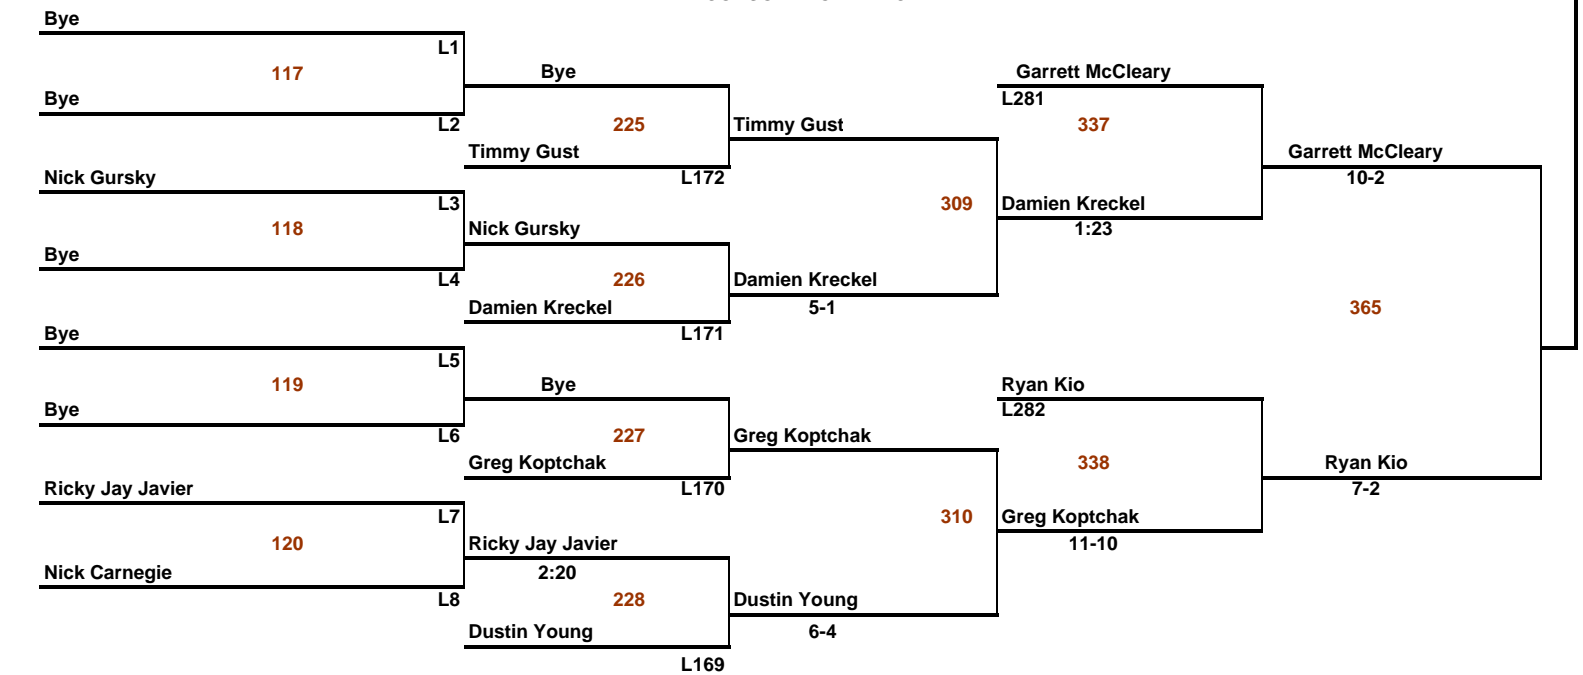 Bye
L1
117
Bye
Garrett McCleary
Bye
L281
L2
225
Timmy Gust
337
Timmy Gust
Garrett McCleary
Nick Gursky
L172
10-2
L3
309
Damien Kreckel
118
Nick Gursky
1:23
Bye
L4
226
Damien Kreckel
Damien Kreckel
5-1
365
Bye
L171
L5
119
Bye
Ryan Kio
Bye
L282
L6
227
Greg Koptchak
Greg Koptchak
338
Ryan Kio
Ricky Jay Javier
L170
7-2
L7
310
Greg Koptchak
120
Ricky Jay Javier
11-10
Nick Carnegie
2:20
L8
228
Dustin Young
Dustin Young
6-4
L169